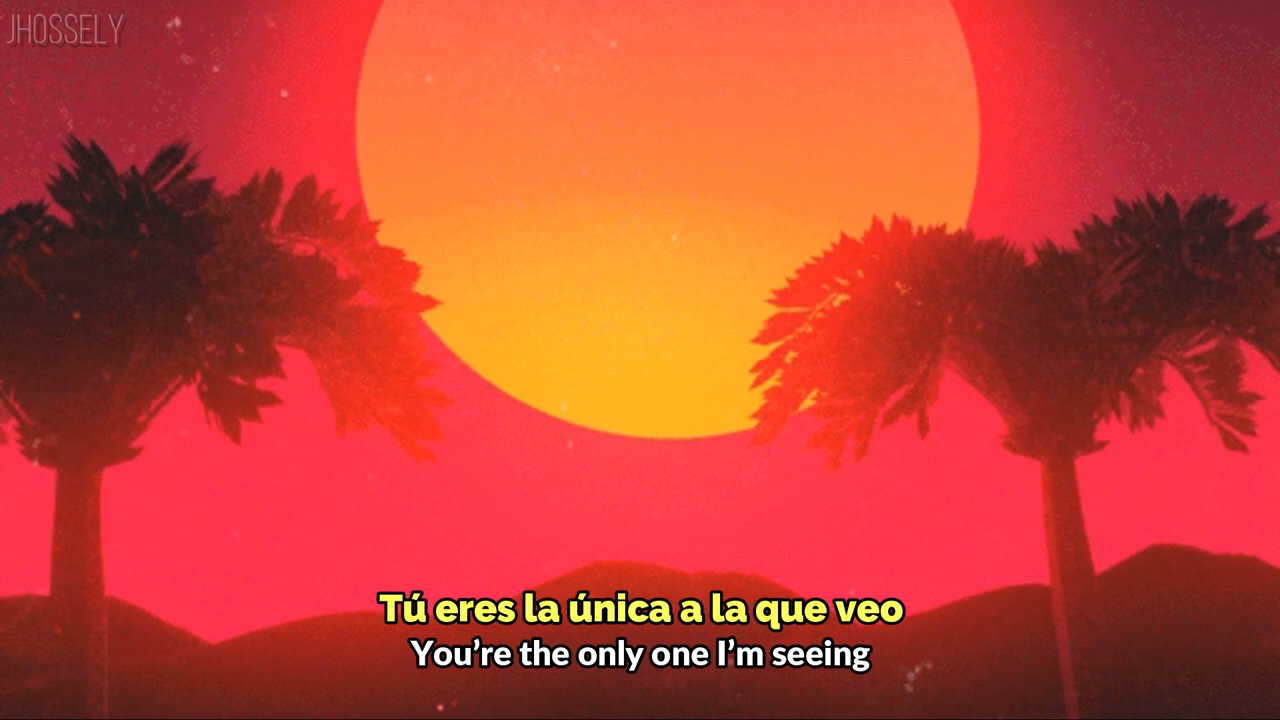 JHOSSELY
Tú eres la única a la que veo
You’re the only one I’m seeing